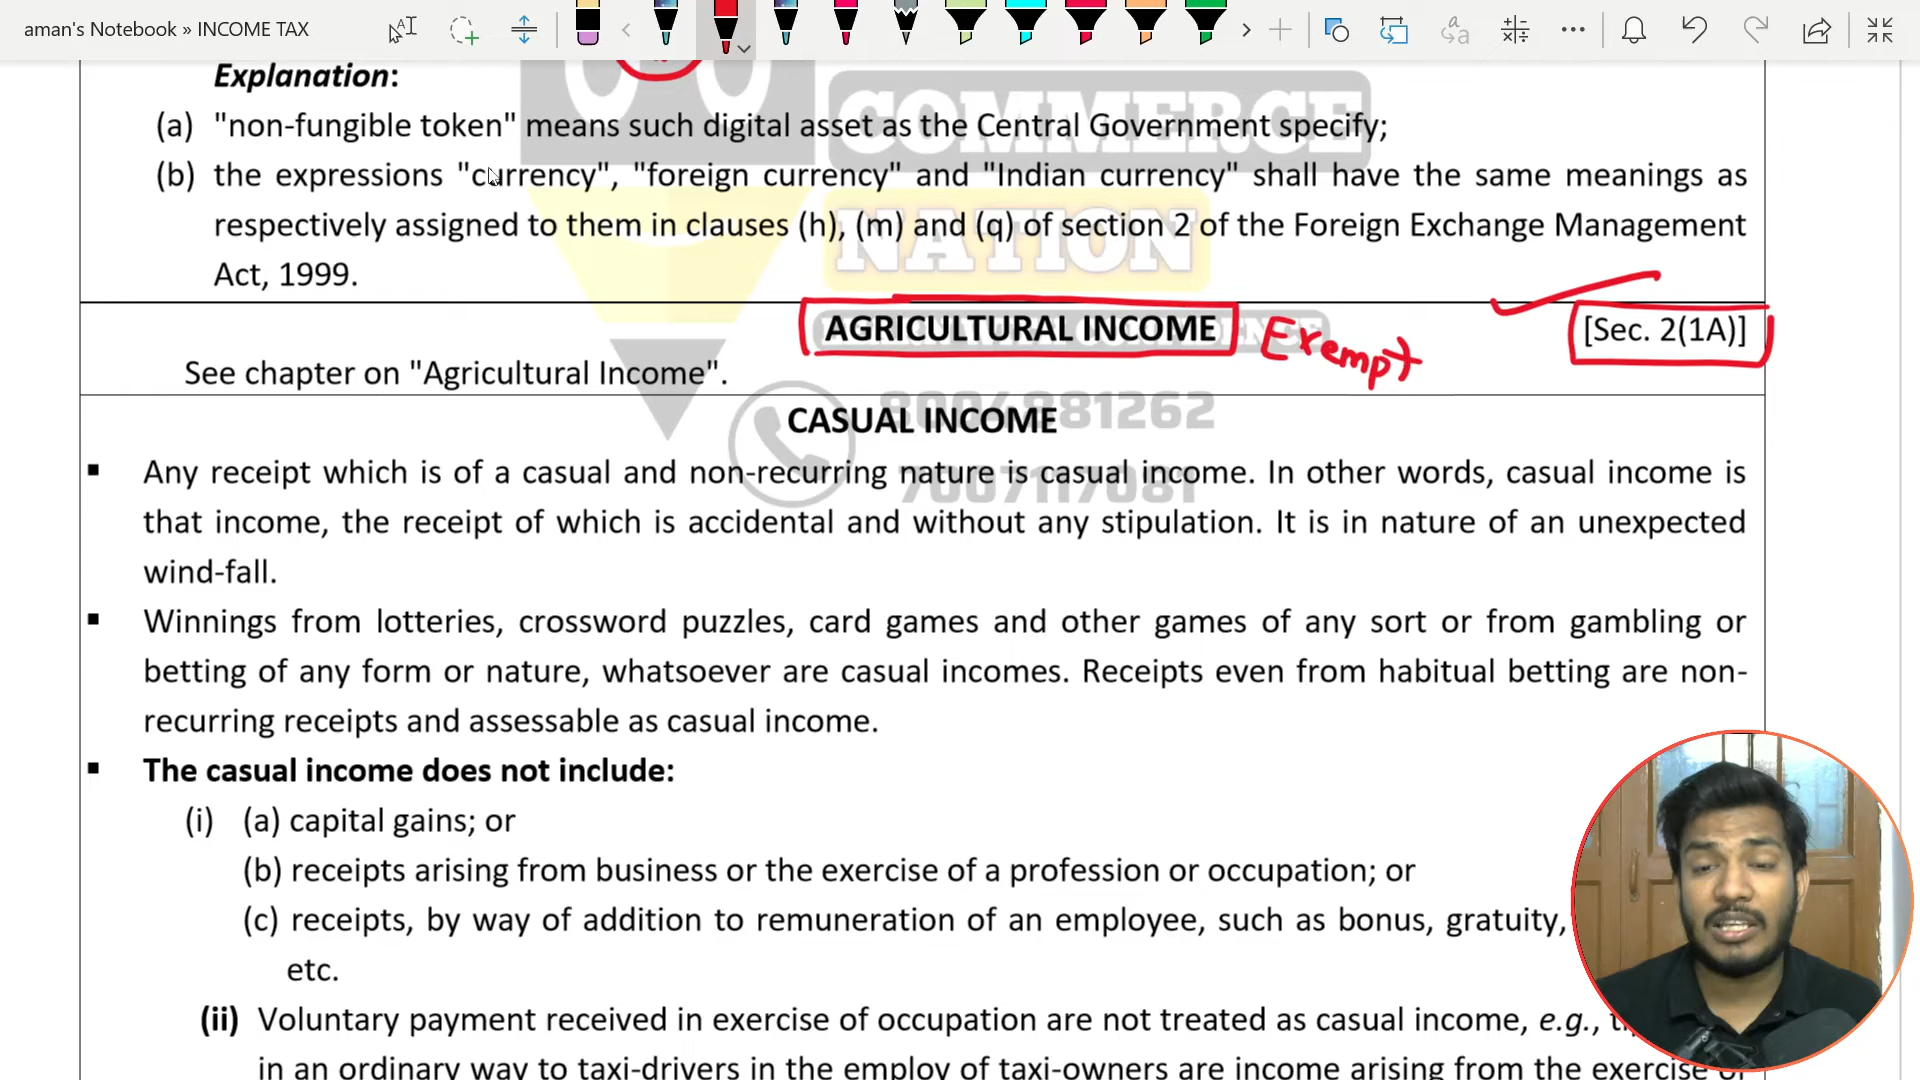 aman's Notebook » INCOME TAX
Explanation:
(a) "non-fungible token" means such digital asset as the Central Government specify;
(b) the expressions "currency", "foreign currency" and "Indian currency" shall have the same meanings as
respectively assigned to them in clauses (h), (m) and (q) of section 2 of the Foreign Exchange Management
Act, 1999.
COMMERCE
NATION
AGRICULTURAL INCOME Exempt [Sec. 2(1A)]
See chapter on "Agricultural Income".
8004881262
7007117081
CASUAL INCOME
▪ Any receipt which is of a casual and non-recurring nature is casual income. In other words, casual income is
that income, the receipt of which is accidental and without any stipulation. It is in nature of an unexpected
wind-fall.
▪ Winnings from lotteries, crossword puzzles, card games and other games of any sort or from gambling or
betting of any form or nature, whatsoever are casual incomes. Receipts even from habitual betting are non-
recurring receipts and assessable as casual income.
▪ The casual income does not include:
(i) (a) capital gains; or
(b) receipts arising from business or the exercise of a profession or occupation; or
(c) receipts, by way of addition to remuneration of an employee, such as bonus, gratuity,
etc.
(ii) Voluntary payment received in exercise of occupation are not treated as casual income, e.g.,
in an ordinary way to taxi-drivers in the employ of taxi-owners are income arising from the exercise of